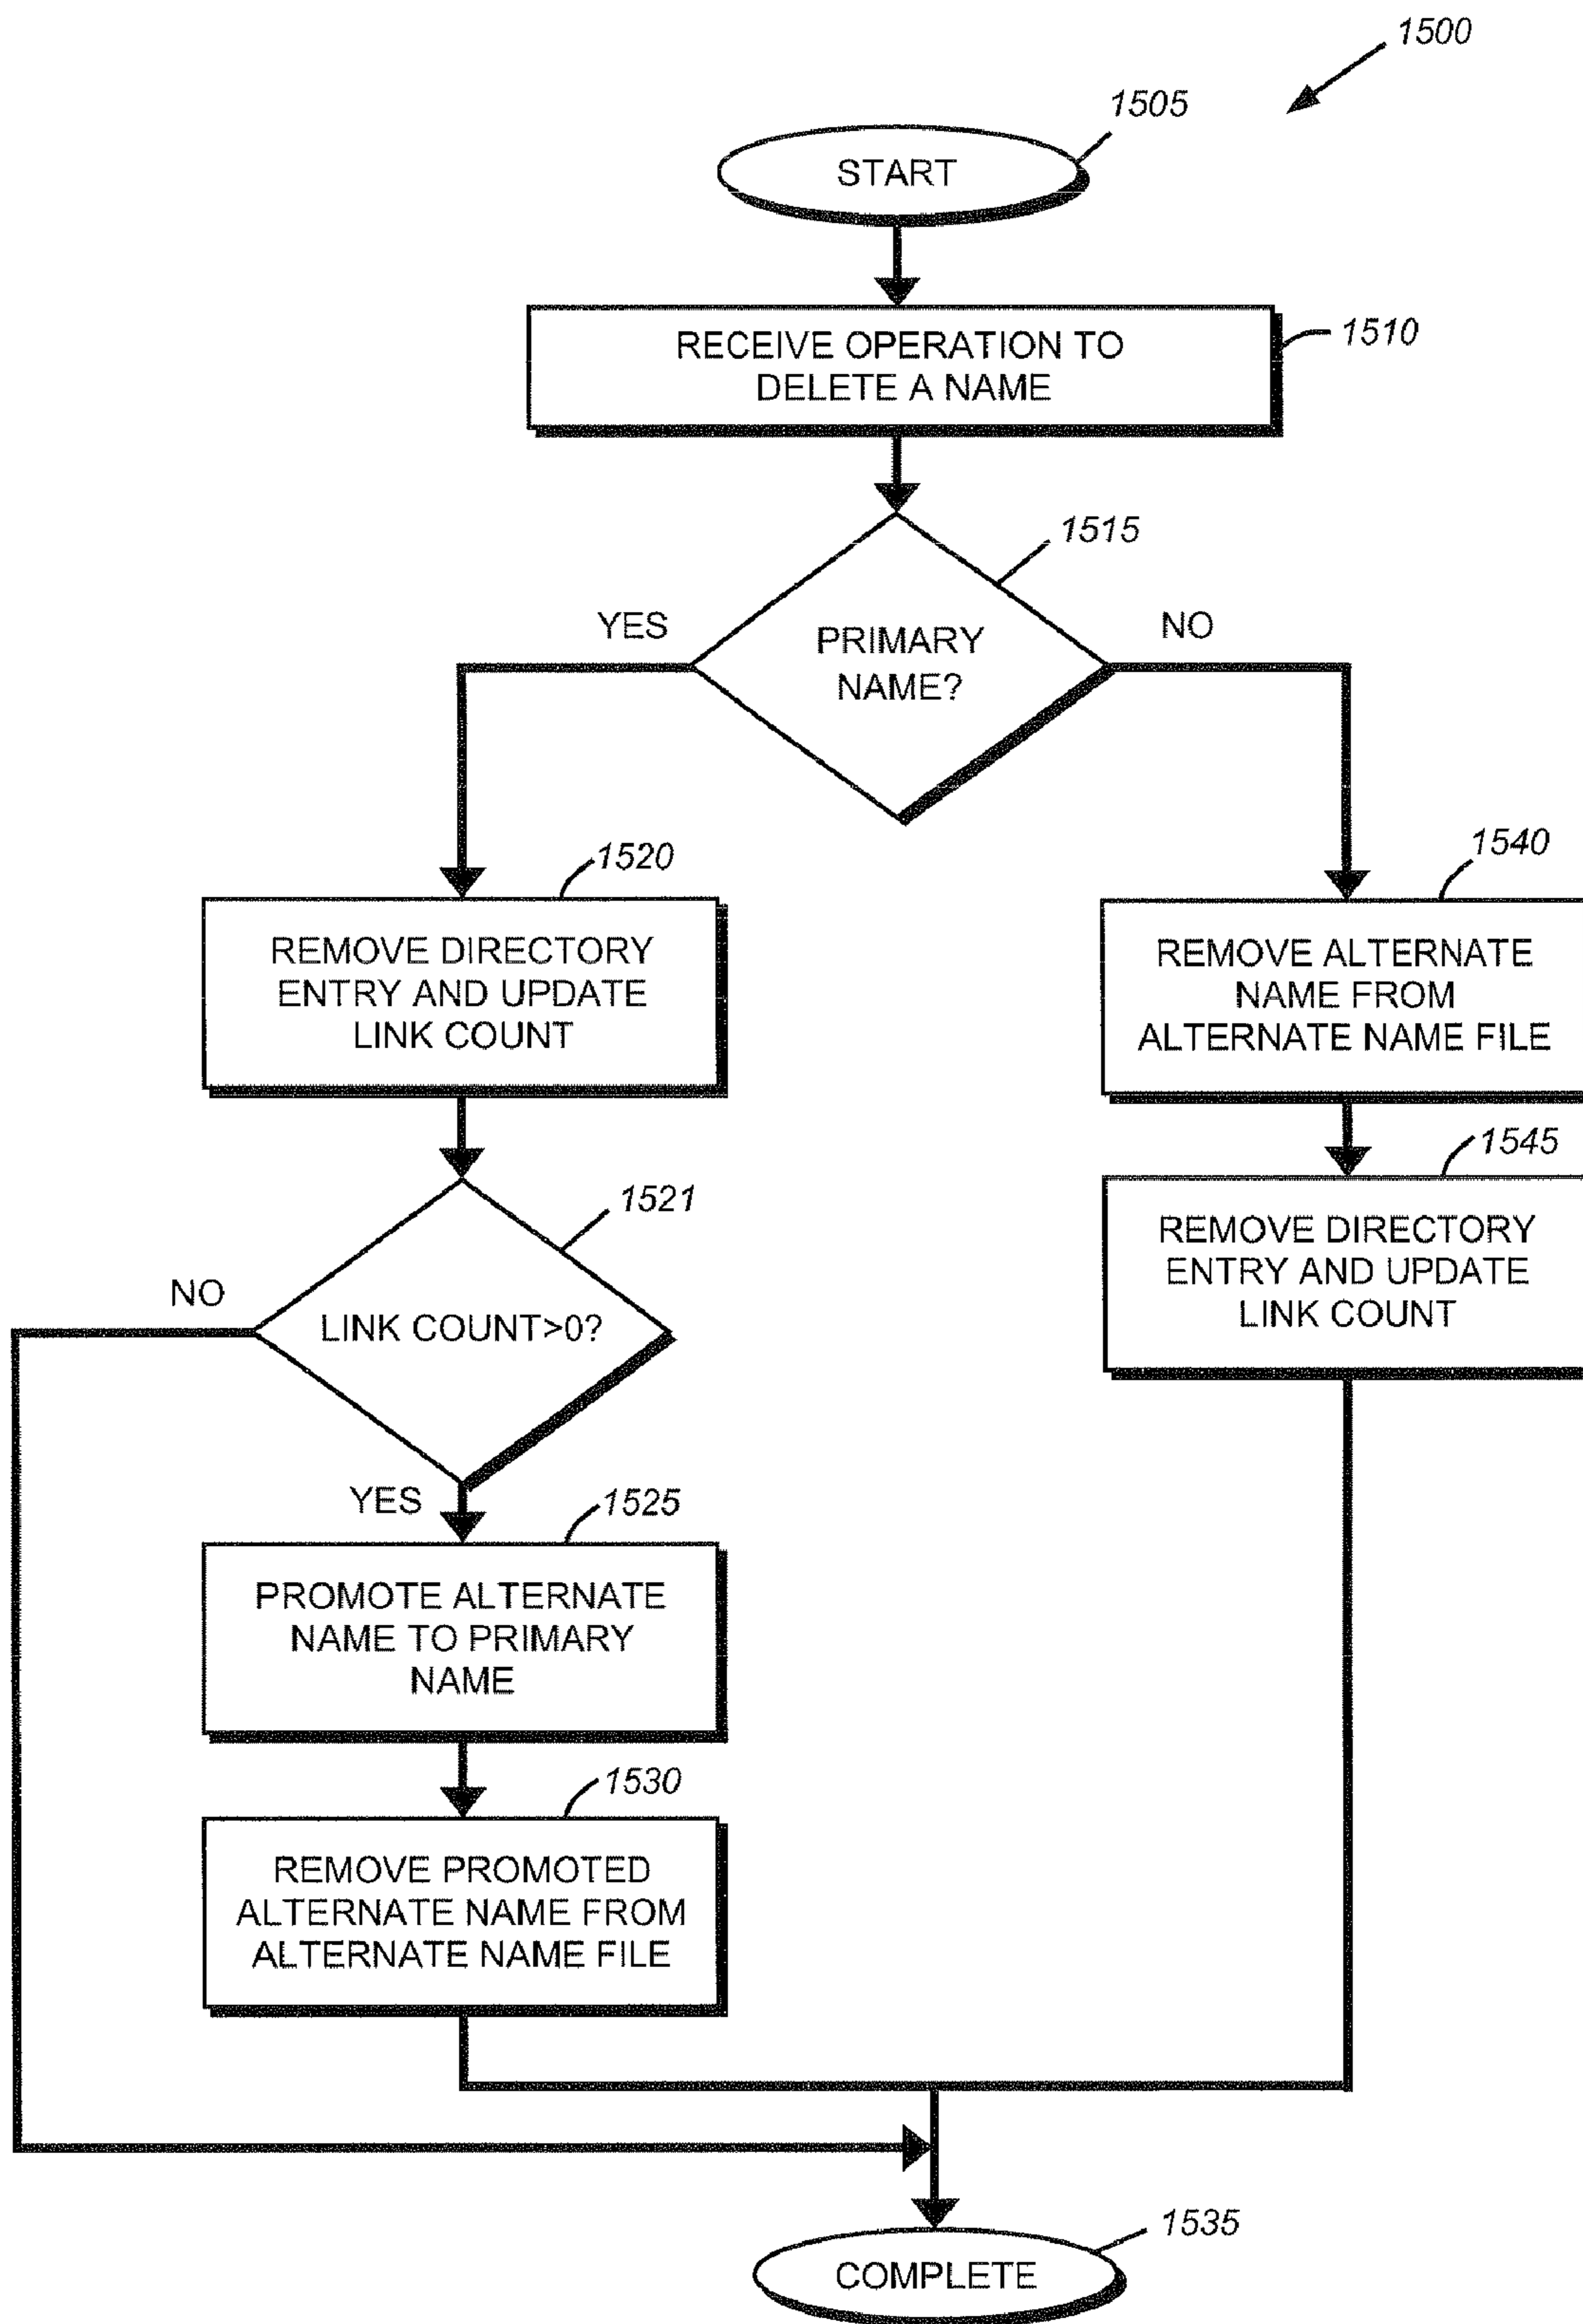 1500
1505
START
RECEIVE OPERATION TO
DELETE A NAME
1510
1515
YES
PRIMARY
NAME?
NO
1520
REMOVE DIRECTORY
ENTRY AND UPDATE
LINK COUNT
1540
REMOVE ALTERNATE
NAME FROM
ALTERNATE NAME FILE
1521
NO
LINK COUNT>0?
1545
REMOVE DIRECTORY
ENTRY AND UPDATE
LINK COUNT
YES
1525
PROMOTE ALTERNATE
NAME TO PRIMARY
NAME
1530
REMOVE PROMOTED
ALTERNATE NAME FROM
ALTERNATE NAME FILE
1535
COMPLETE